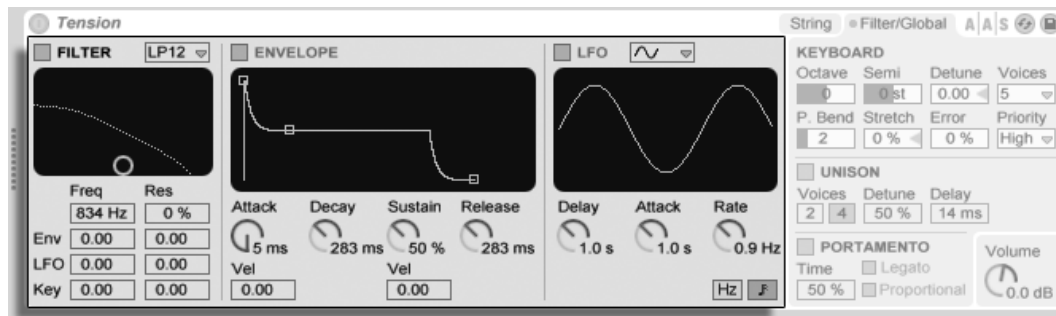 Tension
String Filter/Global A A S
FILTER LP12
Freq Res
834 Hz 0 %
Env 0.00 0.00
LFO 0.00 0.00
Key 0.00 0.00
ENVELOPE
Attack Decay Sustain Release
5 ms 283 ms 50 % 283 ms
Vel Vel
0.00 0.00
LFO
Delay Attack Rate
1.0 s 1.0 s 0.9 Hz
Hz
KEYBOARD
Octave Semi Detune Voices
0 0 st 0.00 5
P. Bend Stretch Error Priority
2 0 % 0 % High
UNISON
Voices Detune Delay
2 4 50 % 14 ms
PORTAMENTO
Time Legato
50 % Proportional
Volume
0.0 dB